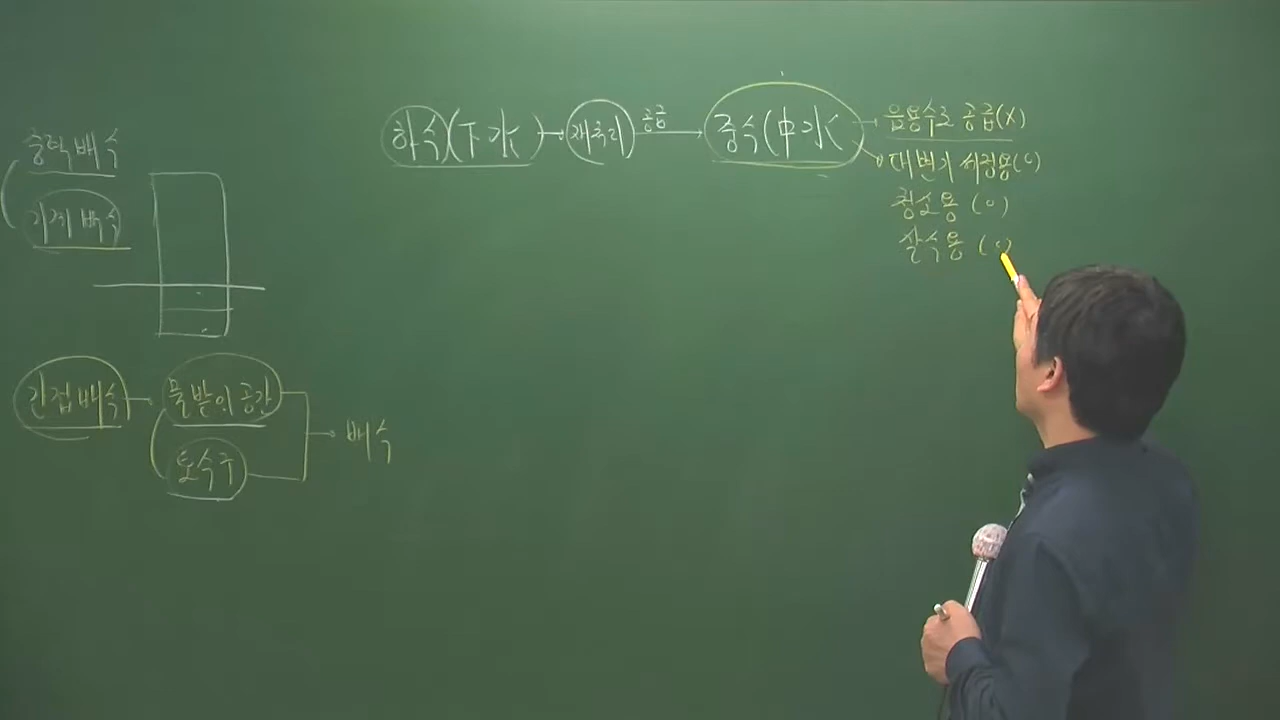 중력배수
기계 배수
간접배수
물받이 공간
토수구
배수
하수(下水)
재처리
공급
중수(中水
음용수로 공급(X)
대변기 세정용(O)
청소용 (O)
살수용 (O)